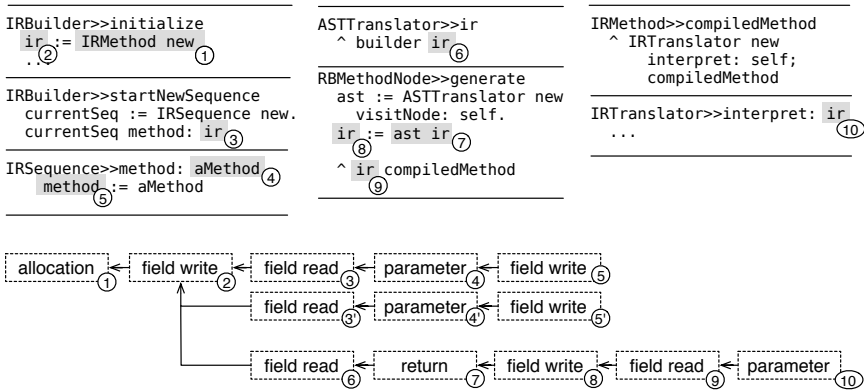 IRBuilder>>initialize
ir := IRMethod new
2 1
...
IRBuilder>>startNewSequence
currentSeq := IRSequence new.
currentSeq method: ir
3
IRSequence>>method: aMethod
4
method := aMethod
5
ASTTranslator>>ir
^ builder ir
6
RBMethodNode>>generate
ast := ASTTranslator new
visitNode: self.
ir := ast ir
8 7
^ ir compiledMethod
9
IRMethod>>compiledMethod
^ IRTranslator new
interpret: self;
compiledMethod
IRTranslator>>interpret: ir
10
...
allocation 1 field write 2 field read 3 parameter 4 field write 5
field read 3' parameter 4' field write 5'
field read 6 return 7 field write 8 field read 9 parameter 10